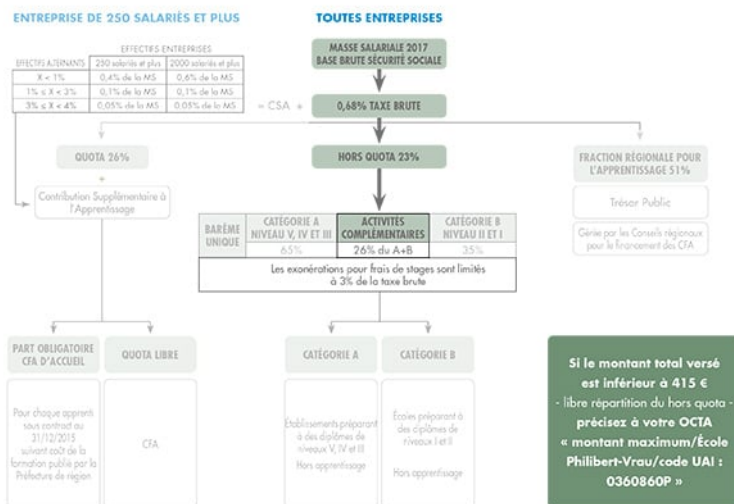 ENTREPRISE DE 250 SALARIÉS ET PLUS
TOUTES ENTREPRISES
EFFECTIFS ENTREPRISES
EFFECTIFS ALTERNANTS
250 salariés et plus
2000 salariés et plus
X < 1%
0,4% de la MS
0,6% de la MS
1% ≤ X < 3%
0,1% de la MS
0,1% de la MS
3% ≤ X < 4%
0,05% de la MS
0,05% de la MS
= CSA +
MASSE SALARIALE 2017
BASE BRUTE SÉCURITÉ SOCIALE
0,68% TAXE BRUTE
QUOTA 26%
+
Contribution Supplémentaire à
l'Apprentissage
HORS QUOTA 23%
FRACTION RÉGIONALE POUR
L'APPRENTISSAGE 51%
Trésor Public
Génie par les Conseils régionaux
pour le financement des CFA
BARÈME
UNIQUE
CATÉGORIE A
NIVEAU V, IV ET III
65%
ACTIVITÉS
COMPLÉMENTAIRES
26% du A+B
CATÉGORIE B
NIVEAU II ET I
35%
Les exonérations pour frais de stages sont limités
à 3% de la taxe brute
PART OBLIGATOIRE
CFA D'ACCUEIL
Pour chaque apprenti
sous contract au
31/12/2015
suivant coût de la
formation publié par la
Préfecture de région
QUOTA LIBRE
CFA
CATÉGORIE A
Établissements préparant
à des diplômes de
niveaux V, IV et III
Hors apprentissage
CATÉGORIE B
Écoles préparant à
des diplômes de
niveaux I et II
Hors apprentissage
Si le montant total versé
est inférieur à 415 €
- libre répartition du hors quota -
précisez à votre OCTA
« montant maximum/École
Philibert-Vrau/code UAI :
0360860P »